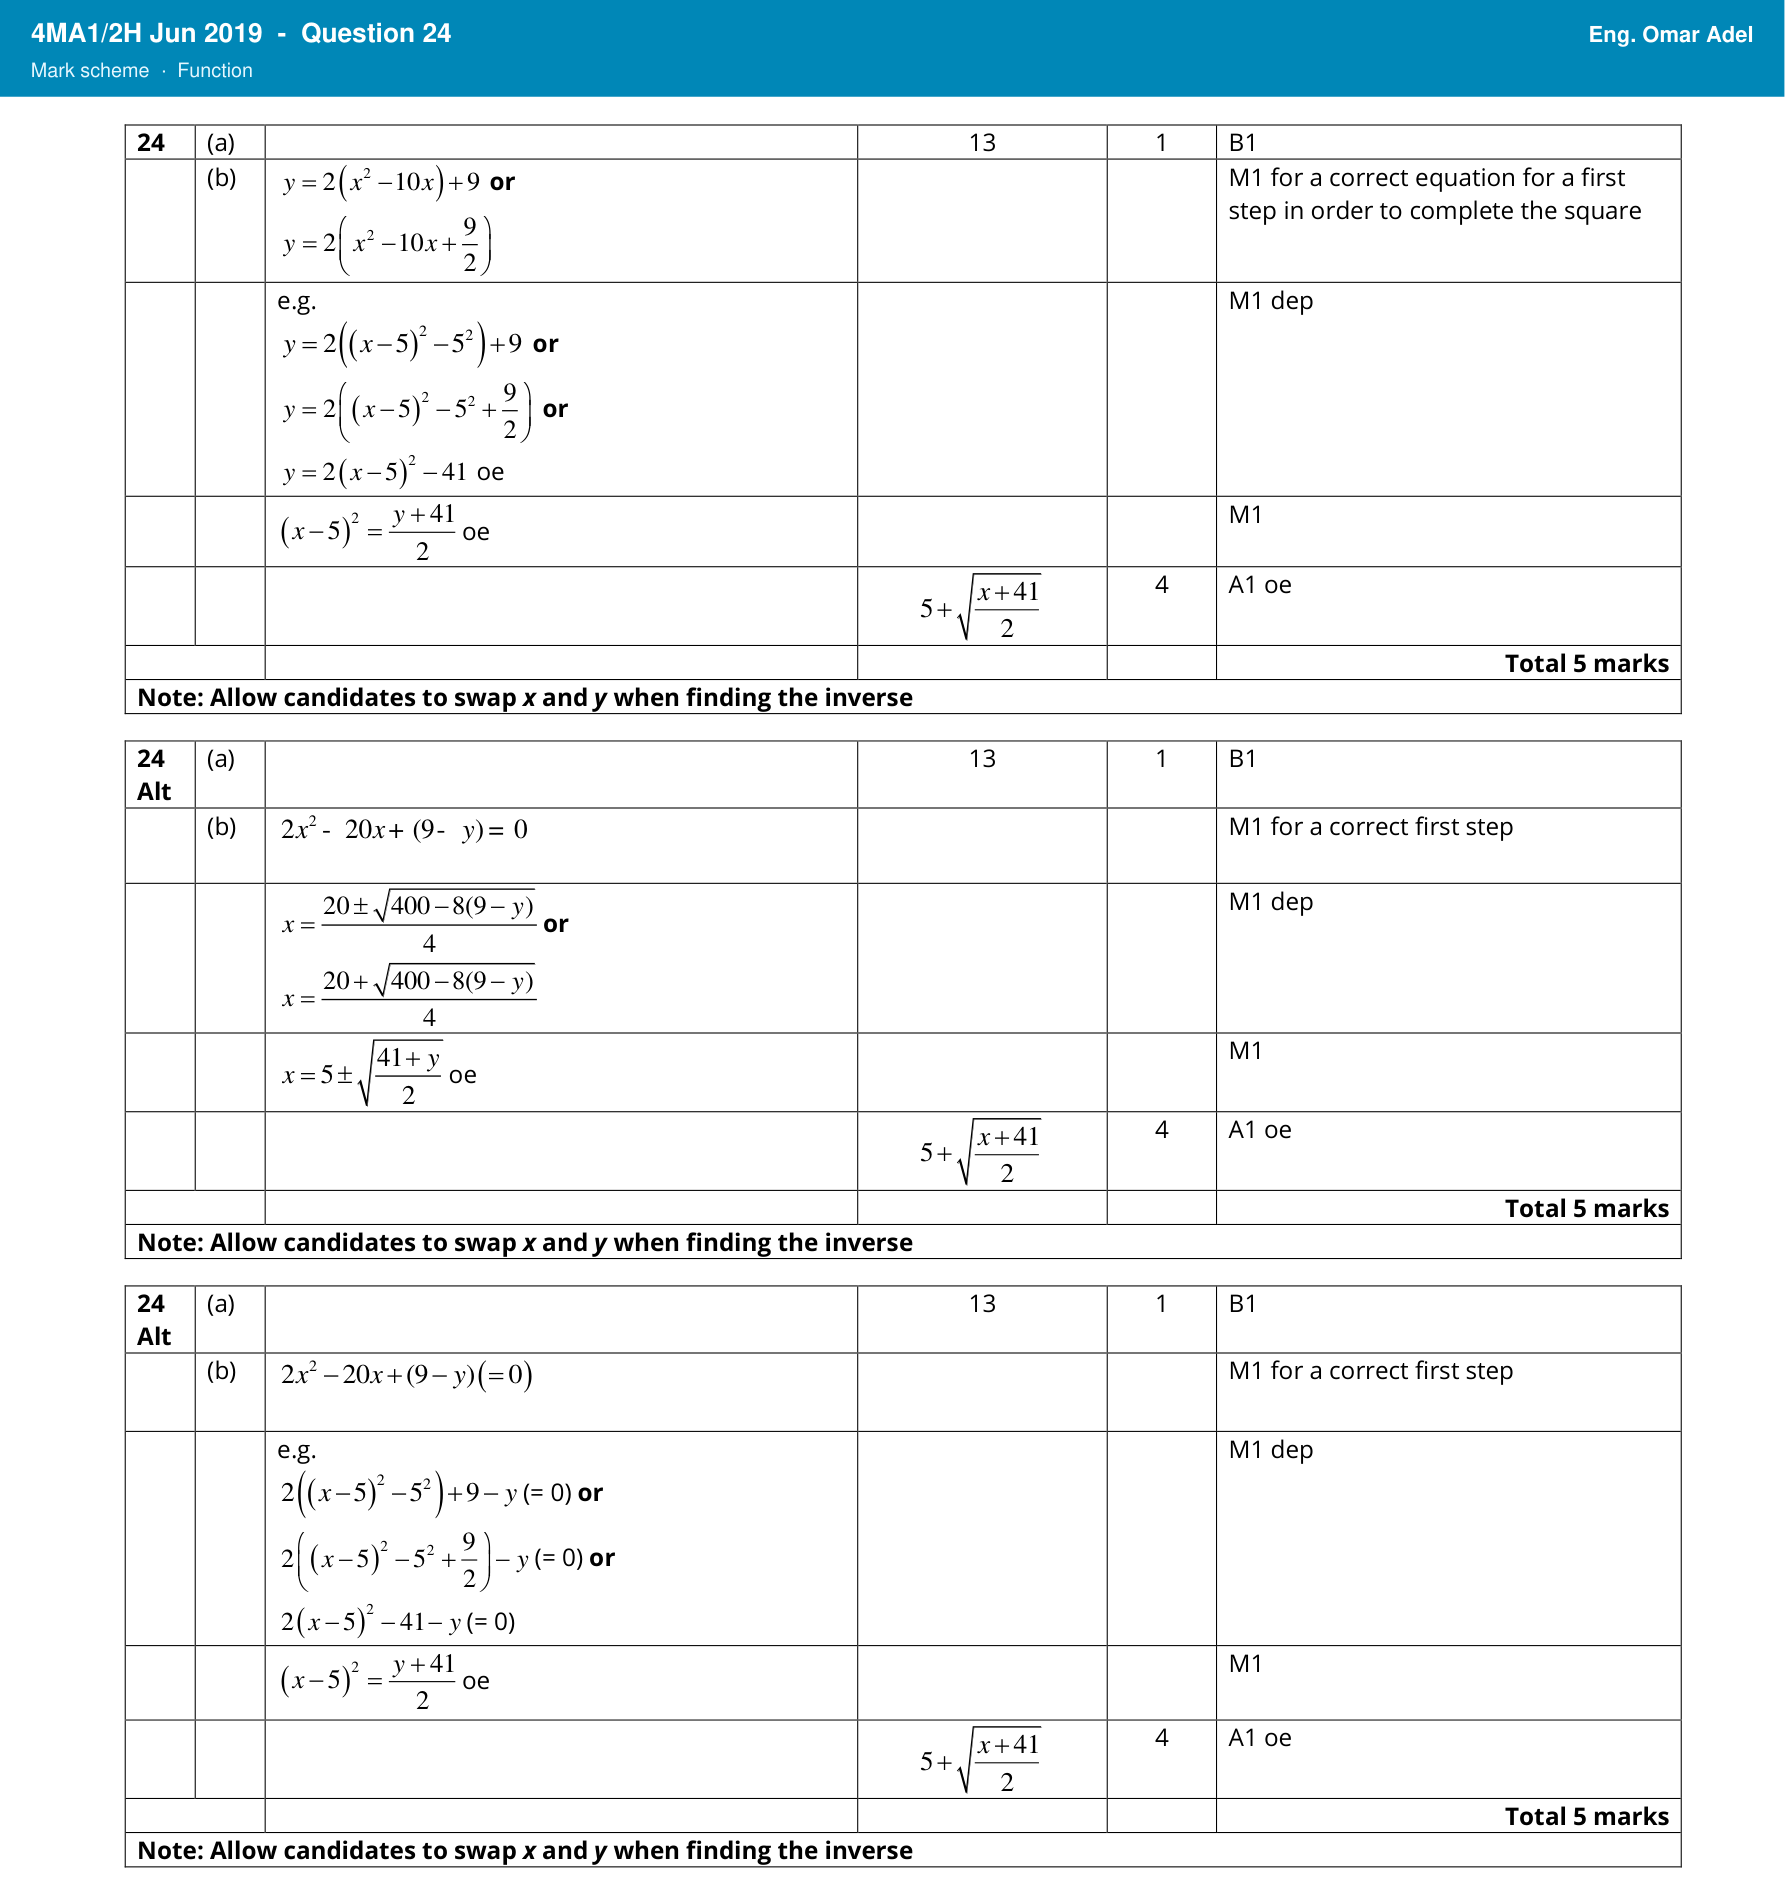 4MA1/2H Jun 2019 - Question 24
Eng. Omar Adel
Mark scheme · Function
24 (a) 13 1 B1
(b) y = 2(x² − 10x) + 9 or
M1 for a correct equation for a first
step in order to complete the square
y = 2(x² − 10x + 9/2)
e.g. M1 dep
y = 2((x − 5)² − 5²) + 9 or
y = 2((x − 5)² − 5² + 9/2) or
y = 2(x − 5)² − 41 oe
(x − 5)² = (y + 41)/2 oe M1
5 + √((x + 41)/2) 4 A1 oe
Total 5 marks
Note: Allow candidates to swap x and y when finding the inverse
24 (a) 13 1 B1
Alt
(b) 2x² - 20x + (9 - y) = 0 M1 for a correct first step
x = (20 ± √(400 − 8(9 − y)))/4 or M1 dep
x = (20 + √(400 − 8(9 − y)))/4
x = 5 ± √((41 + y)/2) oe M1
5 + √((x + 41)/2) 4 A1 oe
Total 5 marks
Note: Allow candidates to swap x and y when finding the inverse
24 (a) 13 1 B1
Alt
(b) 2x² − 20x + (9 − y)(= 0) M1 for a correct first step
e.g. M1 dep
2((x − 5)² − 5²) + 9 − y (= 0) or
2((x − 5)² − 5² + 9/2) − y (= 0) or
2(x − 5)² − 41 − y (= 0)
(x − 5)² = (y + 41)/2 oe M1
5 + √((x + 41)/2) 4 A1 oe
Total 5 marks
Note: Allow candidates to swap x and y when finding the inverse